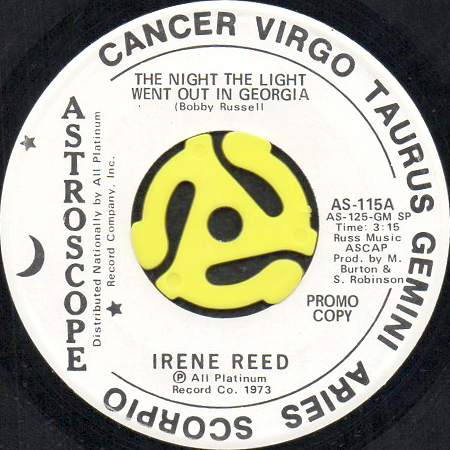 CANCER VIRGO TAURUS GEMINI ARIES SCORPIO
THE NIGHT THE LIGHT
WENT OUT IN GEORGIA
(Bobby Russell)
ASTROSCOPE
Distributed Nationally by All Platinum
Record Company, Inc.
AS-115A
AS-125-GM SP
Time: 3:15
Russ Music
ASCAP
Prod. by M.
Burton &
S. Robinson
PROMO
COPY
IRENE REED
Ⓟ All Platinum
Record Co. 1973